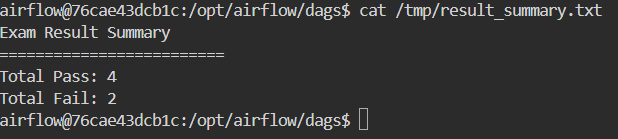 airflow@76cae43dcb1c:/opt/airflow/dags$ cat /tmp/result_summary.txt
Exam Result Summary
=========================
Total Pass: 4
Total Fail: 2
airflow@76cae43dcb1c:/opt/airflow/dags$